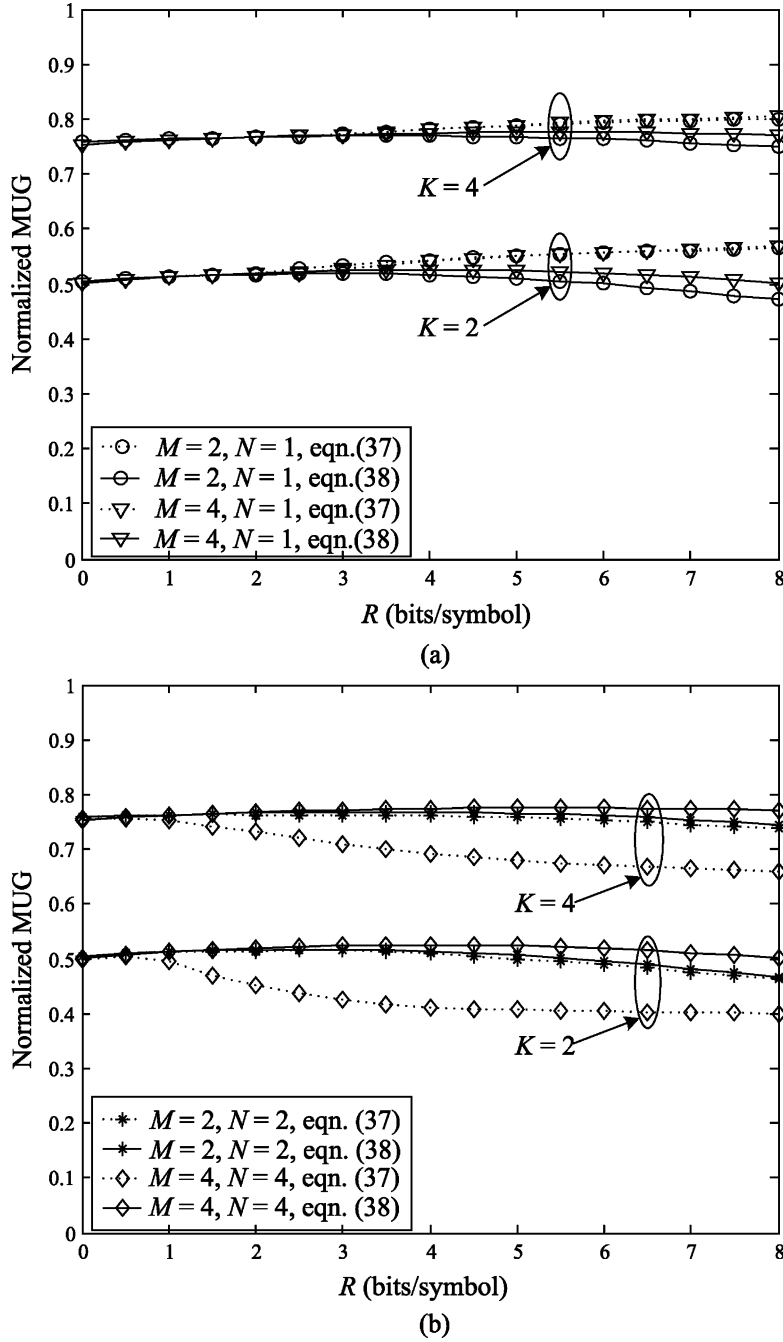 1
0.9
0.8
0.7
0.6
0.5
0.4
0.3
0.2
0.1
0
Normalized MUG
K = 4
K = 2
M = 2, N = 1, eqn.(37)
M = 2, N = 1, eqn.(38)
M = 4, N = 1, eqn.(37)
M = 4, N = 1, eqn.(38)
0 1 2 3 4 5 6 7 8
R (bits/symbol)
(a)
1
0.9
0.8
0.7
0.6
0.5
0.4
0.3
0.2
0.1
0
Normalized MUG
K = 4
K = 2
M = 2, N = 2, eqn. (37)
M = 2, N = 2, eqn. (38)
M = 4, N = 4, eqn. (37)
M = 4, N = 4, eqn. (38)
0 1 2 3 4 5 6 7 8
R (bits/symbol)
(b)